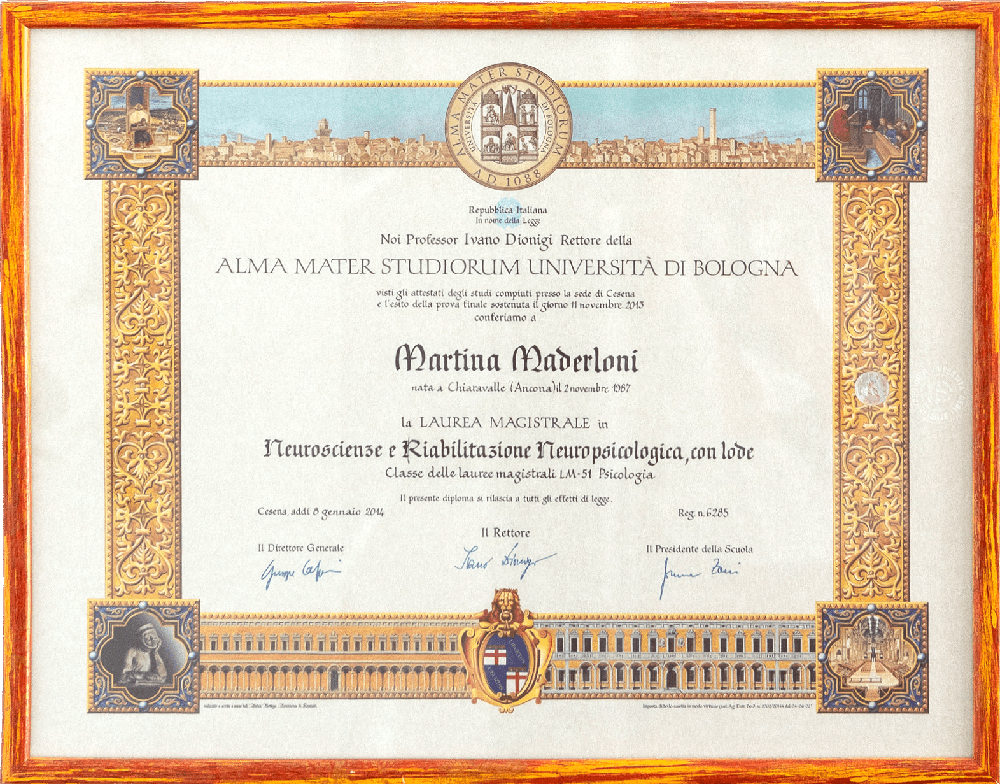 ALMA MATER STUDIORUM
UNIVERSITÀ DI BOLOGNA
A.D. 1088
Repubblica Italiana
In nome della Legge
Noi Professor Ivano Dionigi Rettore della
ALMA MATER STUDIORUM UNIVERSITÀ DI BOLOGNA
visti gli attestati degli studi compiuti presso la sede di Cesena
e l'esito della prova finale sostenuta il giorno 11 novembre 2013
conferiamo a
Martina Maderloni
nata a Chiaravalle (Ancona) il 2 novembre 1987
la LAUREA MAGISTRALE in
Neuroscienze e Riabilitazione Neuropsicologica, con lode
Classe delle lauree magistrali LM-51 Psicologia
Il presente diploma si rilascia a tutti gli effetti di legge.
Cesena, addì 8 gennaio 2014
Reg. n. 6285
Il Rettore
Il Direttore Generale
Il Presidente della Scuola
Ivano Dionigi